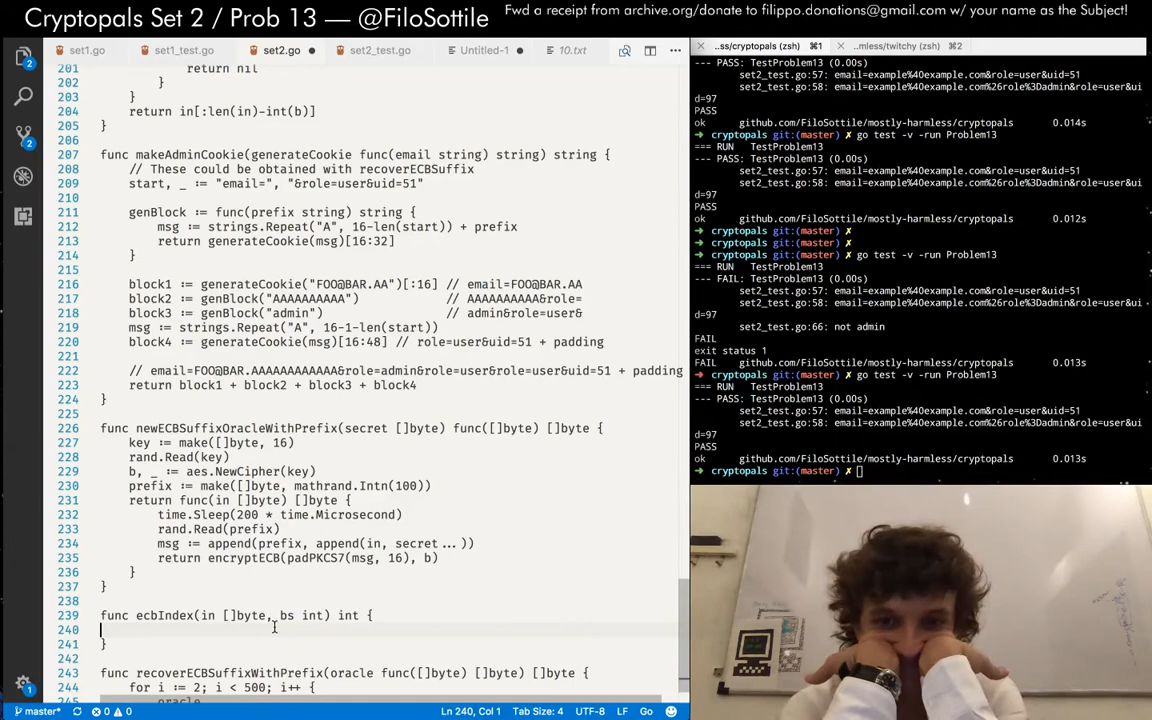 Cryptopals Set 2 / Prob 13 — @FiloSottile
Fwd a receipt from archive.org/donate to filippo.donations@gmail.com w/ your name as the Subject!
set1.go
set1_test.go
set2.go
set2_test.go
Untitled-1
10.txt
201 return nil
202 }
203 }
204 return in[:len(in)-int(b)]
205 }
206
207 func makeAdminCookie(generateCookie func(email string) string) string {
208 // These could be obtained with recoverECBSuffix
209 start, _ := "email=", "&role=user&uid=51"
210
211 genBlock := func(prefix string) string {
212 msg := strings.Repeat("A", 16-len(start)) + prefix
213 return generateCookie(msg)[16:32]
214 }
215
216 block1 := generateCookie("FOO@BAR.AA")[:16] // email=FOO@BAR.AA
217 block2 := genBlock("AAAAAAAAAA") // AAAAAAAAAA&role=
218 block3 := genBlock("admin") // admin&role=user&
219 msg := strings.Repeat("A", 16-1-len(start))
220 block4 := generateCookie(msg)[16:48] // role=user&uid=51 + padding
221
222 // email=FOO@BAR.AAAAAAAAAAAA&role=admin&role=user&role=user&uid=51 + padding
223 return block1 + block2 + block3 + block4
224 }
225
226 func newECBSuffixOracleWithPrefix(secret []byte) func([]byte) []byte {
227 key := make([]byte, 16)
228 rand.Read(key)
229 b, _ := aes.NewCipher(key)
230 prefix := make([]byte, mathrand.Intn(100))
231 return func(in []byte) []byte {
232 time.Sleep(200 * time.Microsecond)
233 rand.Read(prefix)
234 msg := append(prefix, append(in, secret...)...)
235 return encryptECB(padPKCS7(msg, 16), b)
236 }
237 }
238
239 func ecbIndex(in []byte, bs int) int {
240
241 }
242
243 func recoverECBSuffixWithPrefix(oracle func([]byte) []byte) []byte {
244 for i := 2; i < 500; i++ {
245 oracle
master*
0
0
Ln 240, Col 1
Tab Size: 4
UTF-8
LF
Go
..ss/cryptopals (zsh) ⌘1
..mless/twitchy (zsh) ⌘2
--- PASS: TestProblem13 (0.00s)
set2_test.go:57: email=example%40example.com&role=user&uid=51
set2_test.go:58: email=example%40example.com%26role%3Dadmin&role=user&ui
d=97
PASS
ok github.com/FiloSottile/mostly-harmless/cryptopals 0.014s
➜ cryptopals git:(master) ✗ go test -v -run Problem13
=== RUN TestProblem13
--- PASS: TestProblem13 (0.00s)
set2_test.go:57: email=example%40example.com&role=user&uid=51
set2_test.go:58: email=example%40example.com%26role%3Dadmin&role=user&ui
d=97
PASS
ok github.com/FiloSottile/mostly-harmless/cryptopals 0.012s
➜ cryptopals git:(master) ✗
➜ cryptopals git:(master) ✗
➜ cryptopals git:(master) ✗ go test -v -run Problem13
=== RUN TestProblem13
--- FAIL: TestProblem13 (0.00s)
set2_test.go:57: email=example%40example.com&role=user&uid=51
set2_test.go:58: email=example%40example.com%26role%3Dadmin&role=user&ui
d=97
set2_test.go:66: not admin
FAIL
exit status 1
FAIL github.com/FiloSottile/mostly-harmless/cryptopals 0.013s
➜ cryptopals git:(master) ✗ go test -v -run Problem13
=== RUN TestProblem13
--- PASS: TestProblem13 (0.00s)
set2_test.go:57: email=example%40example.com&role=user&uid=51
set2_test.go:58: email=example%40example.com%26role%3Dadmin&role=user&ui
d=97
PASS
ok github.com/FiloSottile/mostly-harmless/cryptopals 0.013s
➜ cryptopals git:(master) ✗